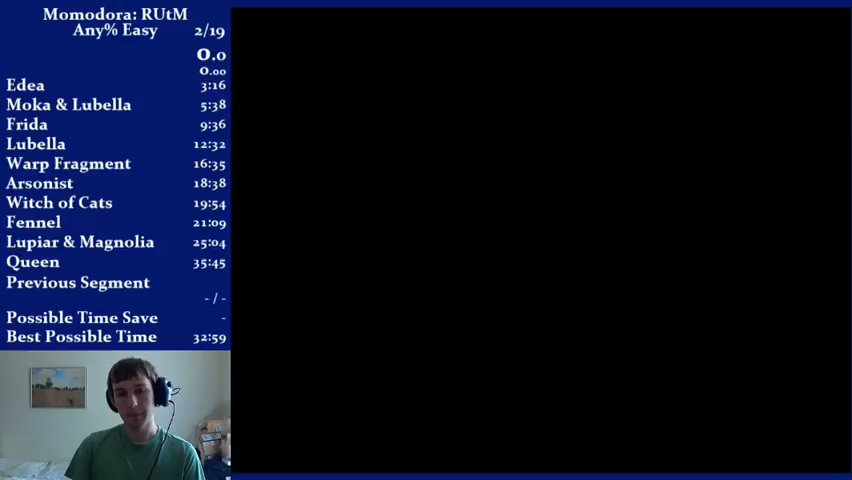 Momodora: RUtM
Any% Easy 2/19
0.0
0.00
Edea 3:16
Moka & Lubella 5:38
Frida 9:36
Lubella 12:32
Warp Fragment 16:35
Arsonist 18:38
Witch of Cats 19:54
Fennel 21:09
Lupiar & Magnolia 25:04
Queen 35:45
Previous Segment
- / -
Possible Time Save -
Best Possible Time 32:59